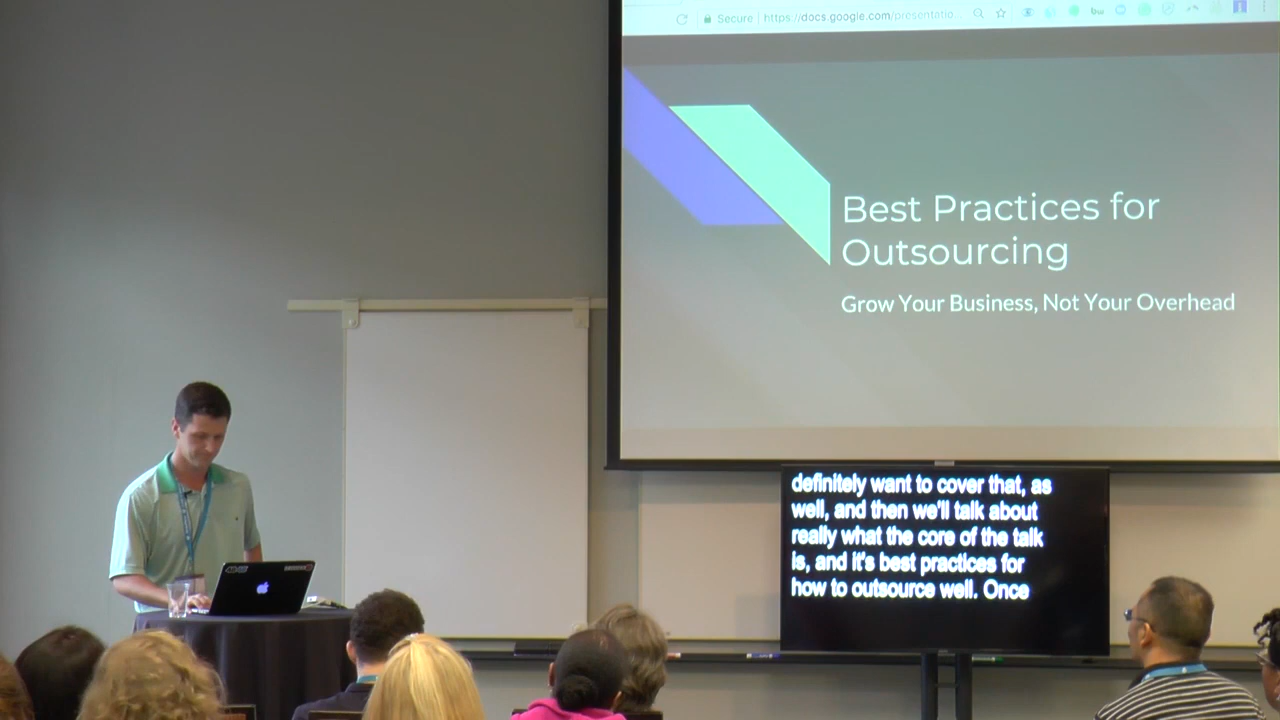 Secure | https://docs.google.com/presentatio...
Best Practices for
Outsourcing
Grow Your Business, Not Your Overhead
definitely want to cover that, as
well, and then we'll talk about
really what the core of the talk
is, and it's best practices for
how to outsource well. Once